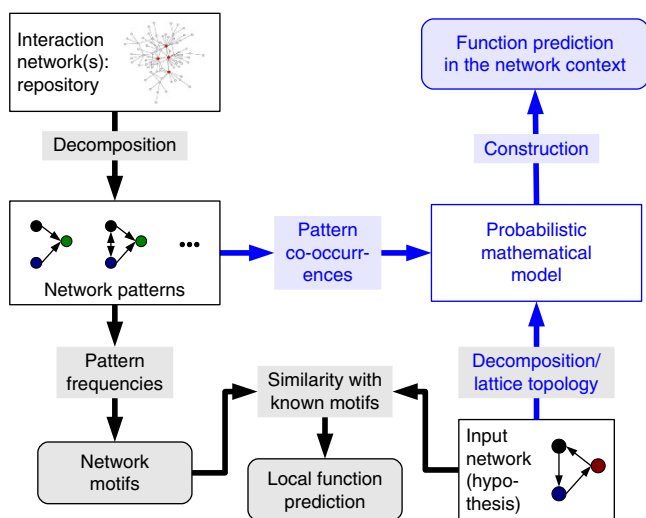 Interaction
network(s):
repository
Function prediction
in the network context
Decomposition
Construction
Network patterns
Pattern
co-occurr-
ences
Probabilistic
mathematical
model
Pattern
frequencies
Similarity with
known motifs
Decomposition/
lattice topology
Network
motifs
Local function
prediction
Input
network
(hypo-
thesis)